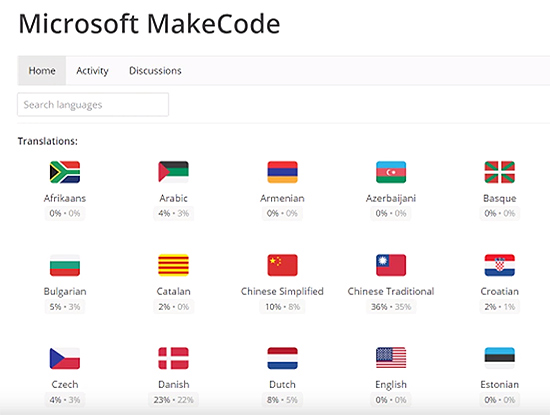 Microsoft MakeCode
Home Activity Discussions
Search languages
Translations:
Afrikaans Arabic Armenian Azerbaijani Basque
0% • 0% 4% • 3% 0% • 0% 0% • 0% 0% • 0%
Bulgarian Catalan Chinese Simplified Chinese Traditional Croatian
5% • 3% 2% • 0% 10% • 8% 36% • 35% 2% • 1%
Czech Danish Dutch English Estonian
4% • 3% 23% • 22% 8% • 5% 0% • 0% 0% • 0%